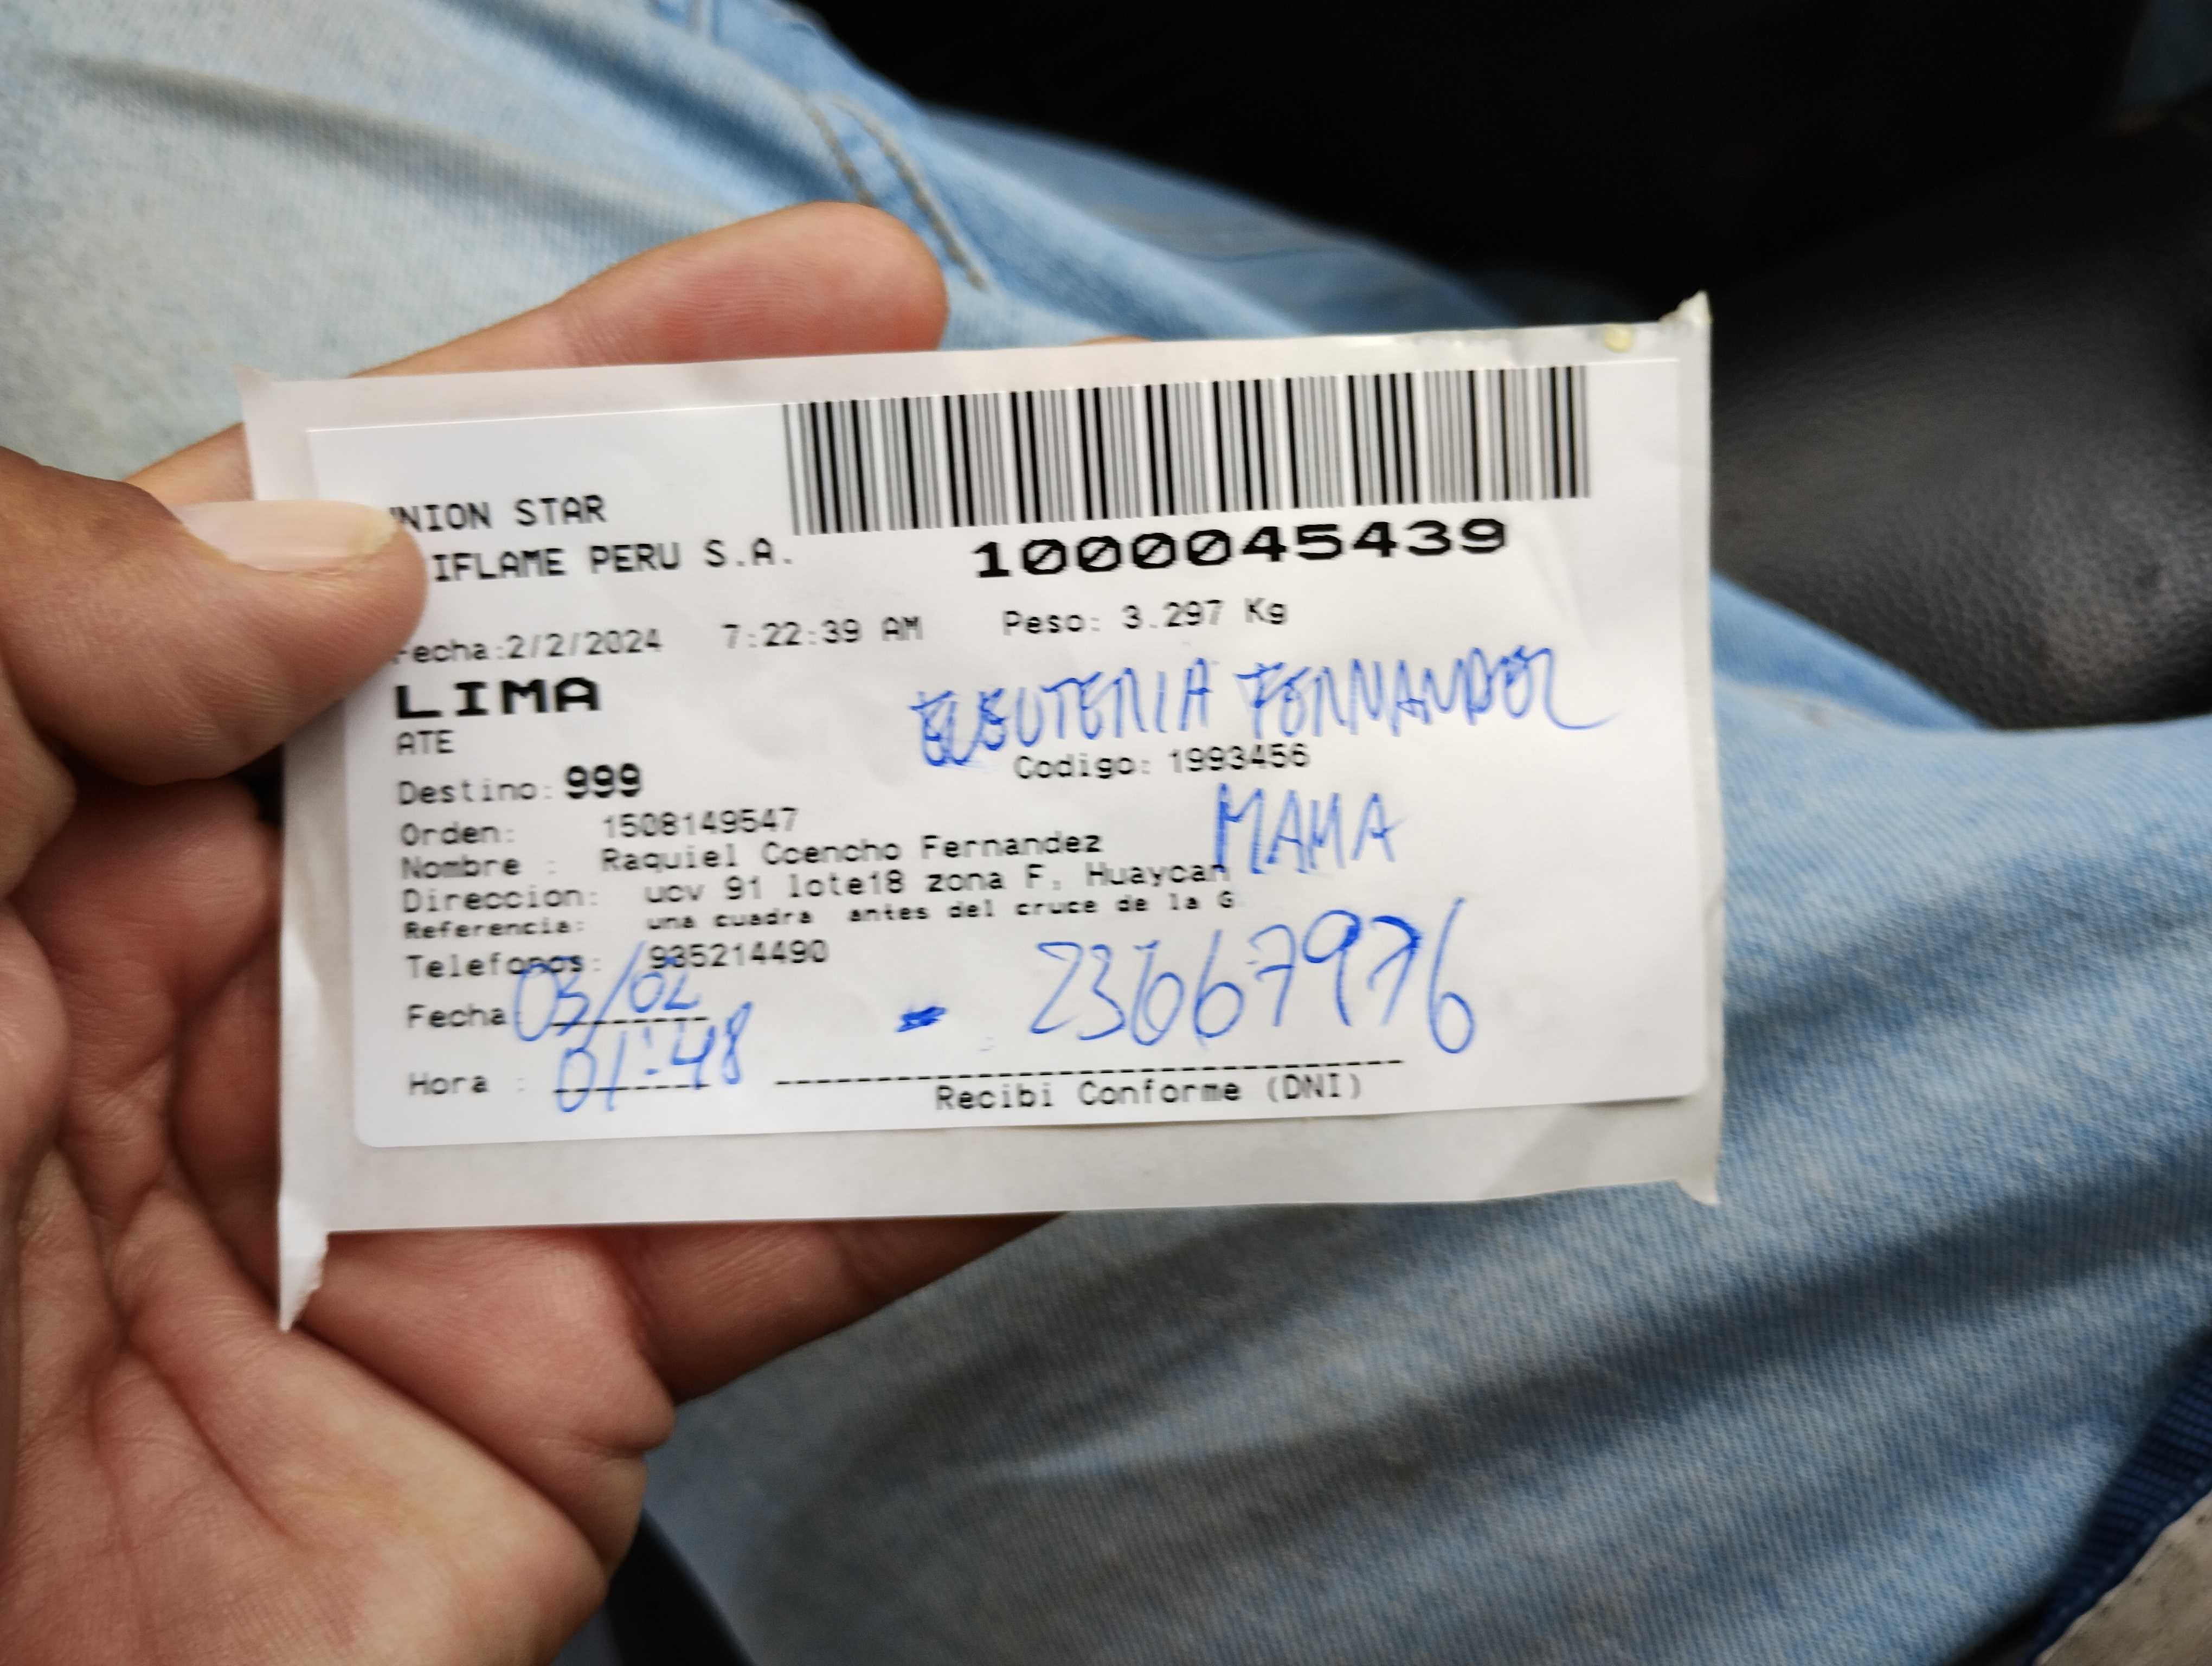 UNION STAR
IFLAME PERU S.A.
1000045439
Fecha:2/2/2024 7:22:39 AM Peso: 3.297 Kg
LIMA
ELEUTERIA FERNANDEZ
ATE
Codigo: 1993456
Destino: 999
MAMA
Orden: 1508149547
Nombre : Raquiel Ccencho Fernandez
Direccion: ucv 91 lote18 zona F, Huaycan
Referencia: una cuadra antes del cruce de la G
Telefonos: 935214490
Fecha 03/02 23667976
Hora : 01:48
Recibi Conforme (DNI)